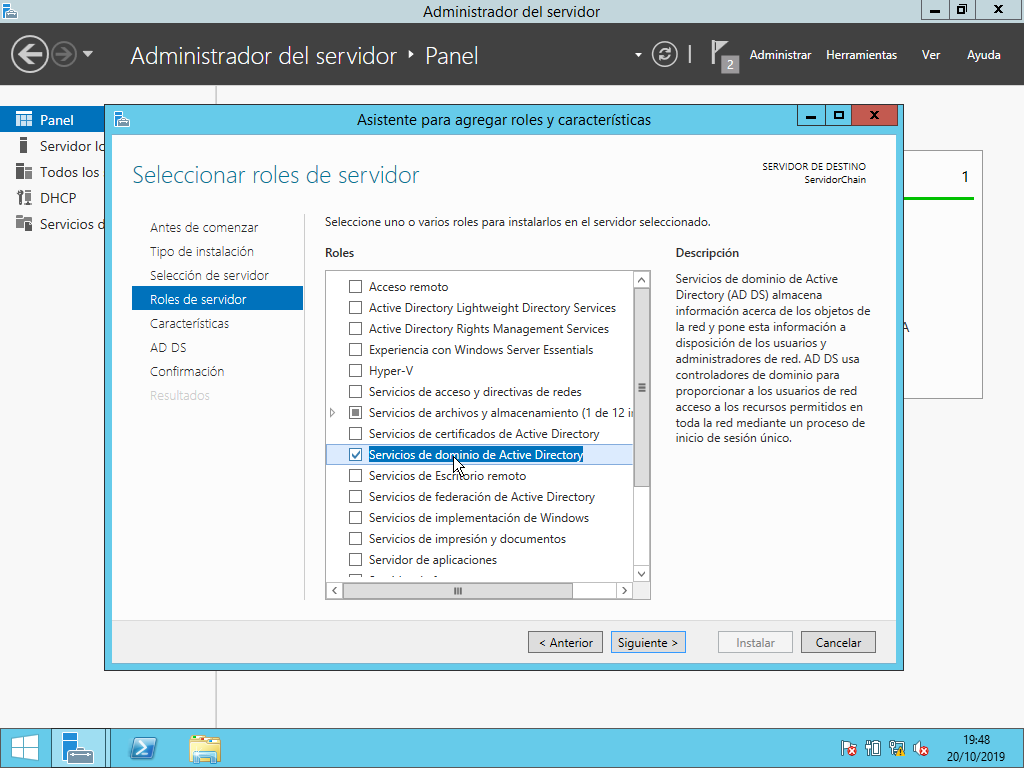 Administrador del servidor
Administrador del servidor
Panel
2
Administrar
Herramientas
Ver
Ayuda
Panel
Servidor lo
Todos los
DHCP
Servicios d
1
A
Asistente para agregar roles y características
Seleccionar roles de servidor
SERVIDOR DE DESTINO
ServidorChain
Antes de comenzar
Tipo de instalación
Selección de servidor
Roles de servidor
Características
AD DS
Confirmación
Resultados
Seleccione uno o varios roles para instalarlos en el servidor seleccionado.
Roles
Acceso remoto
Active Directory Lightweight Directory Services
Active Directory Rights Management Services
Experiencia con Windows Server Essentials
Hyper-V
Servicios de acceso y directivas de redes
Servicios de archivos y almacenamiento (1 de 12 in
Servicios de certificados de Active Directory
Servicios de dominio de Active Directory
Servicios de Escritorio remoto
Servicios de federación de Active Directory
Servicios de implementación de Windows
Servicios de impresión y documentos
Servidor de aplicaciones
Descripción
Servicios de dominio de Active
Directory (AD DS) almacena
información acerca de los objetos de
la red y pone esta información a
disposición de los usuarios y
administradores de red. AD DS usa
controladores de dominio para
proporcionar a los usuarios de red
acceso a los recursos permitidos en
toda la red mediante un proceso de
inicio de sesión único.
< Anterior
Siguiente >
Instalar
Cancelar
19:48
20/10/2019